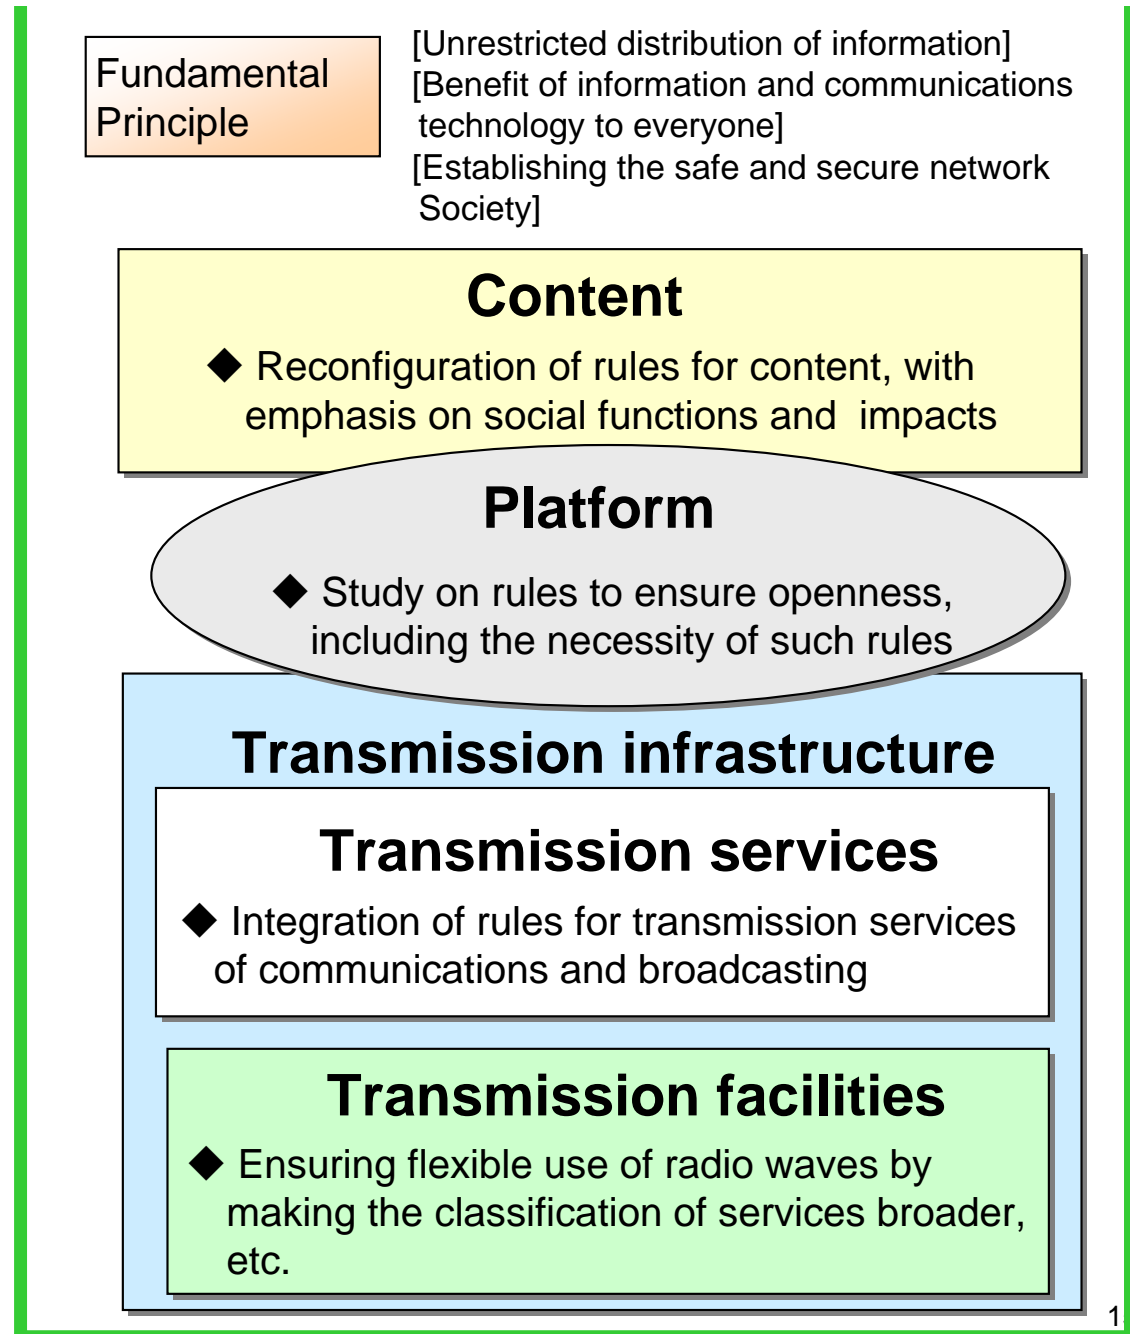 Fundamental
Principle
[Unrestricted distribution of information]
[Benefit of information and communications
technology to everyone]
[Establishing the safe and secure network
Society]
Content
◆ Reconfiguration of rules for content, with
emphasis on social functions and  impacts
Platform
◆ Study on rules to ensure openness,
including the necessity of such rules
Transmission infrastructure
Transmission services
◆ Integration of rules for transmission services
of communications and broadcasting
Transmission facilities
◆ Ensuring flexible use of radio waves by
making the classification of services broader,
etc.
1